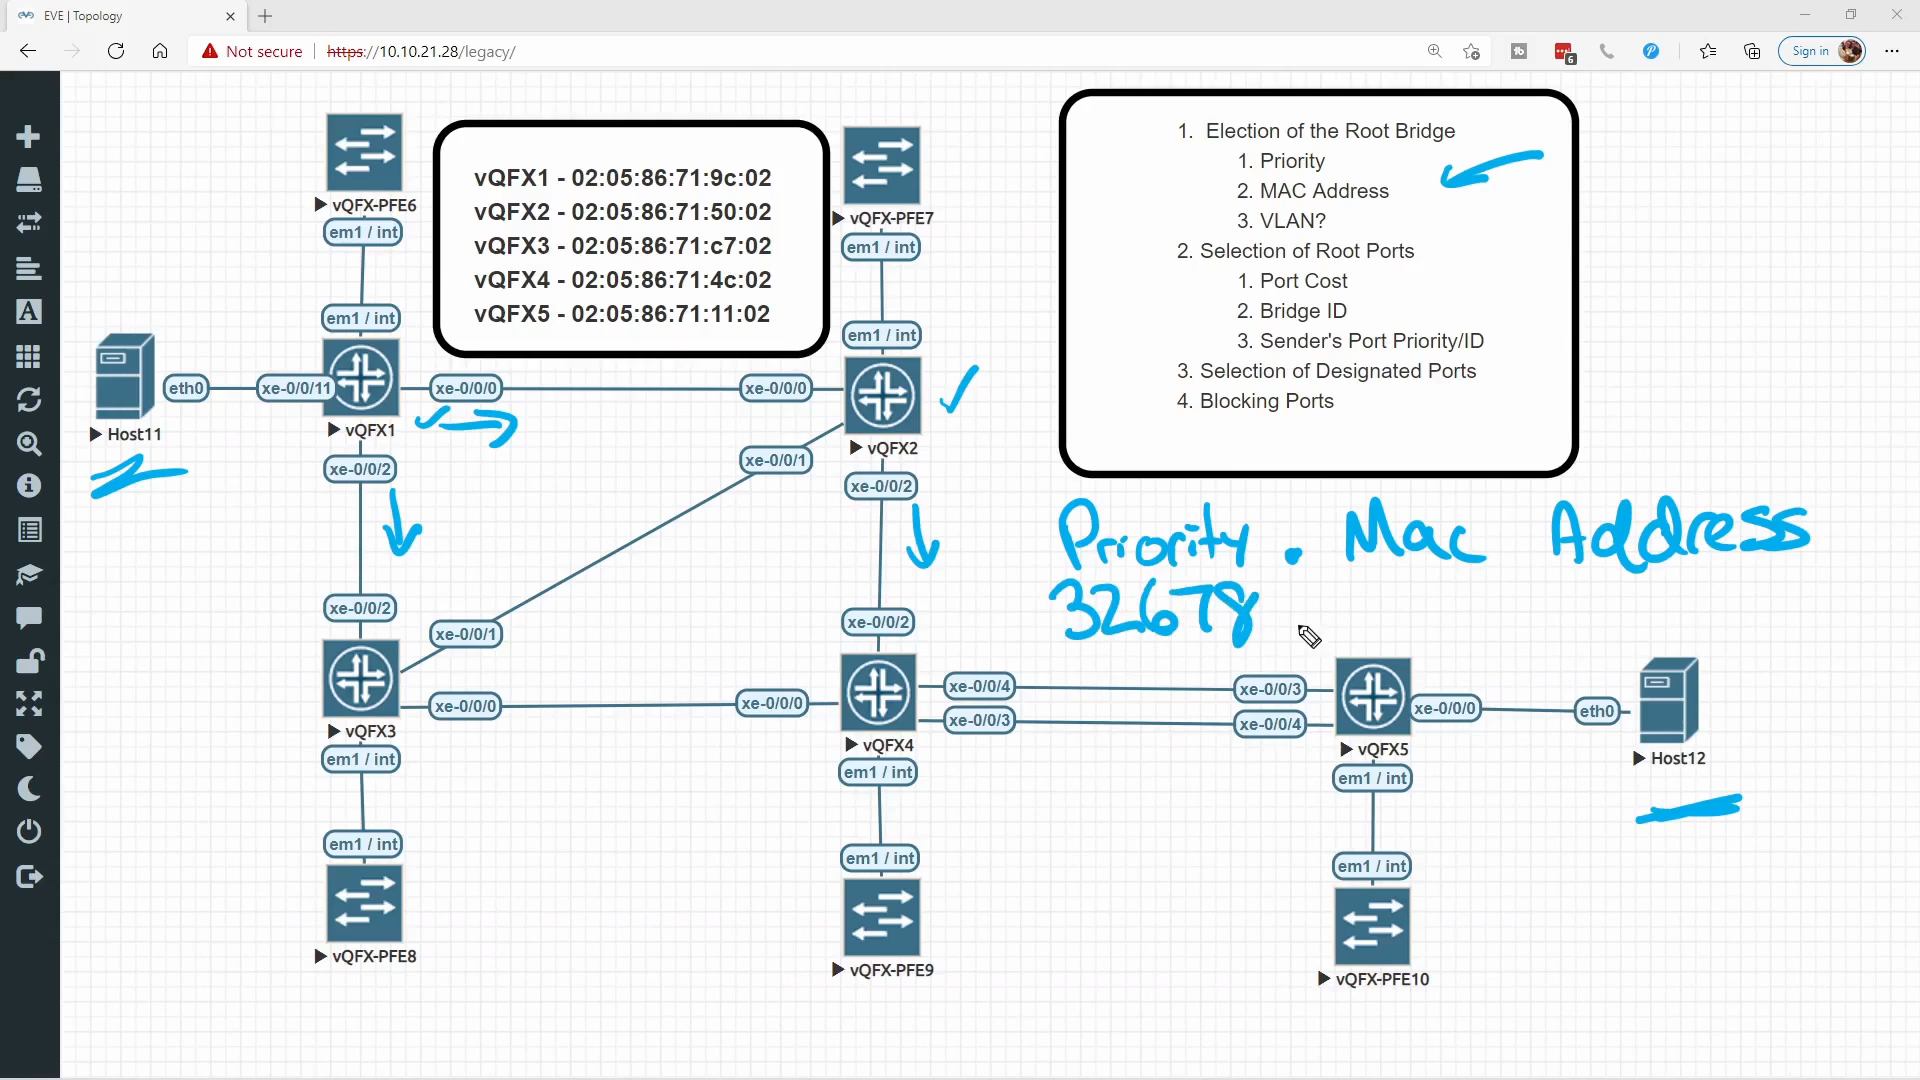 EVE | Topology
Not secure | https://10.10.21.28/legacy/
6
Sign in
vQFX-PFE6
em1 / int
em1 / int
vQFX1 - 02:05:86:71:9c:02
vQFX2 - 02:05:86:71:50:02
vQFX3 - 02:05:86:71:c7:02
vQFX4 - 02:05:86:71:4c:02
vQFX5 - 02:05:86:71:11:02
vQFX-PFE7
em1 / int
em1 / int
1. Election of the Root Bridge
1. Priority
2. MAC Address
3. VLAN?
2. Selection of Root Ports
1. Port Cost
2. Bridge ID
3. Sender's Port Priority/ID
3. Selection of Designated Ports
4. Blocking Ports
eth0
xe-0/0/11
xe-0/0/0
xe-0/0/0
Host11
vQFX1
vQFX2
xe-0/0/2
xe-0/0/1
xe-0/0/2
Priority . Mac Address
32678
xe-0/0/2
xe-0/0/1
xe-0/0/2
xe-0/0/0
xe-0/0/0
xe-0/0/4
xe-0/0/3
xe-0/0/3
xe-0/0/4
xe-0/0/0
eth0
vQFX3
vQFX4
vQFX5
Host12
em1 / int
em1 / int
em1 / int
em1 / int
em1 / int
em1 / int
vQFX-PFE8
vQFX-PFE9
vQFX-PFE10